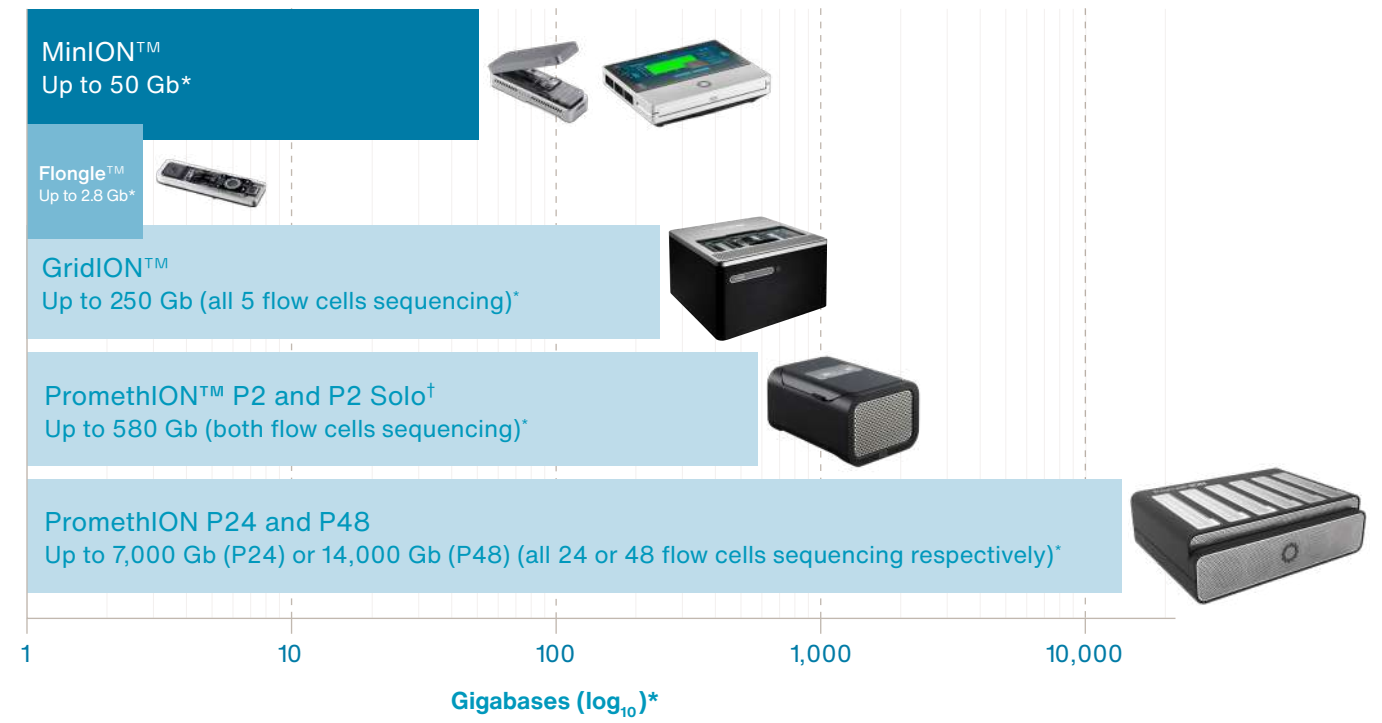 MinION™
Up to 50 Gb*
Flongle™
Up to 2.8 Gb*
GridION™
Up to 250 Gb (all 5 flow cells sequencing)*
PromethION™ P2 and P2 Solo†
Up to 580 Gb (both flow cells sequencing)*
PromethION P24 and P48
Up to 7,000 Gb (P24) or 14,000 Gb (P48) (all 24 or 48 flow cells sequencing respectively)*
1 10 100 1,000 10,000
Gigabases (log₁₀)*